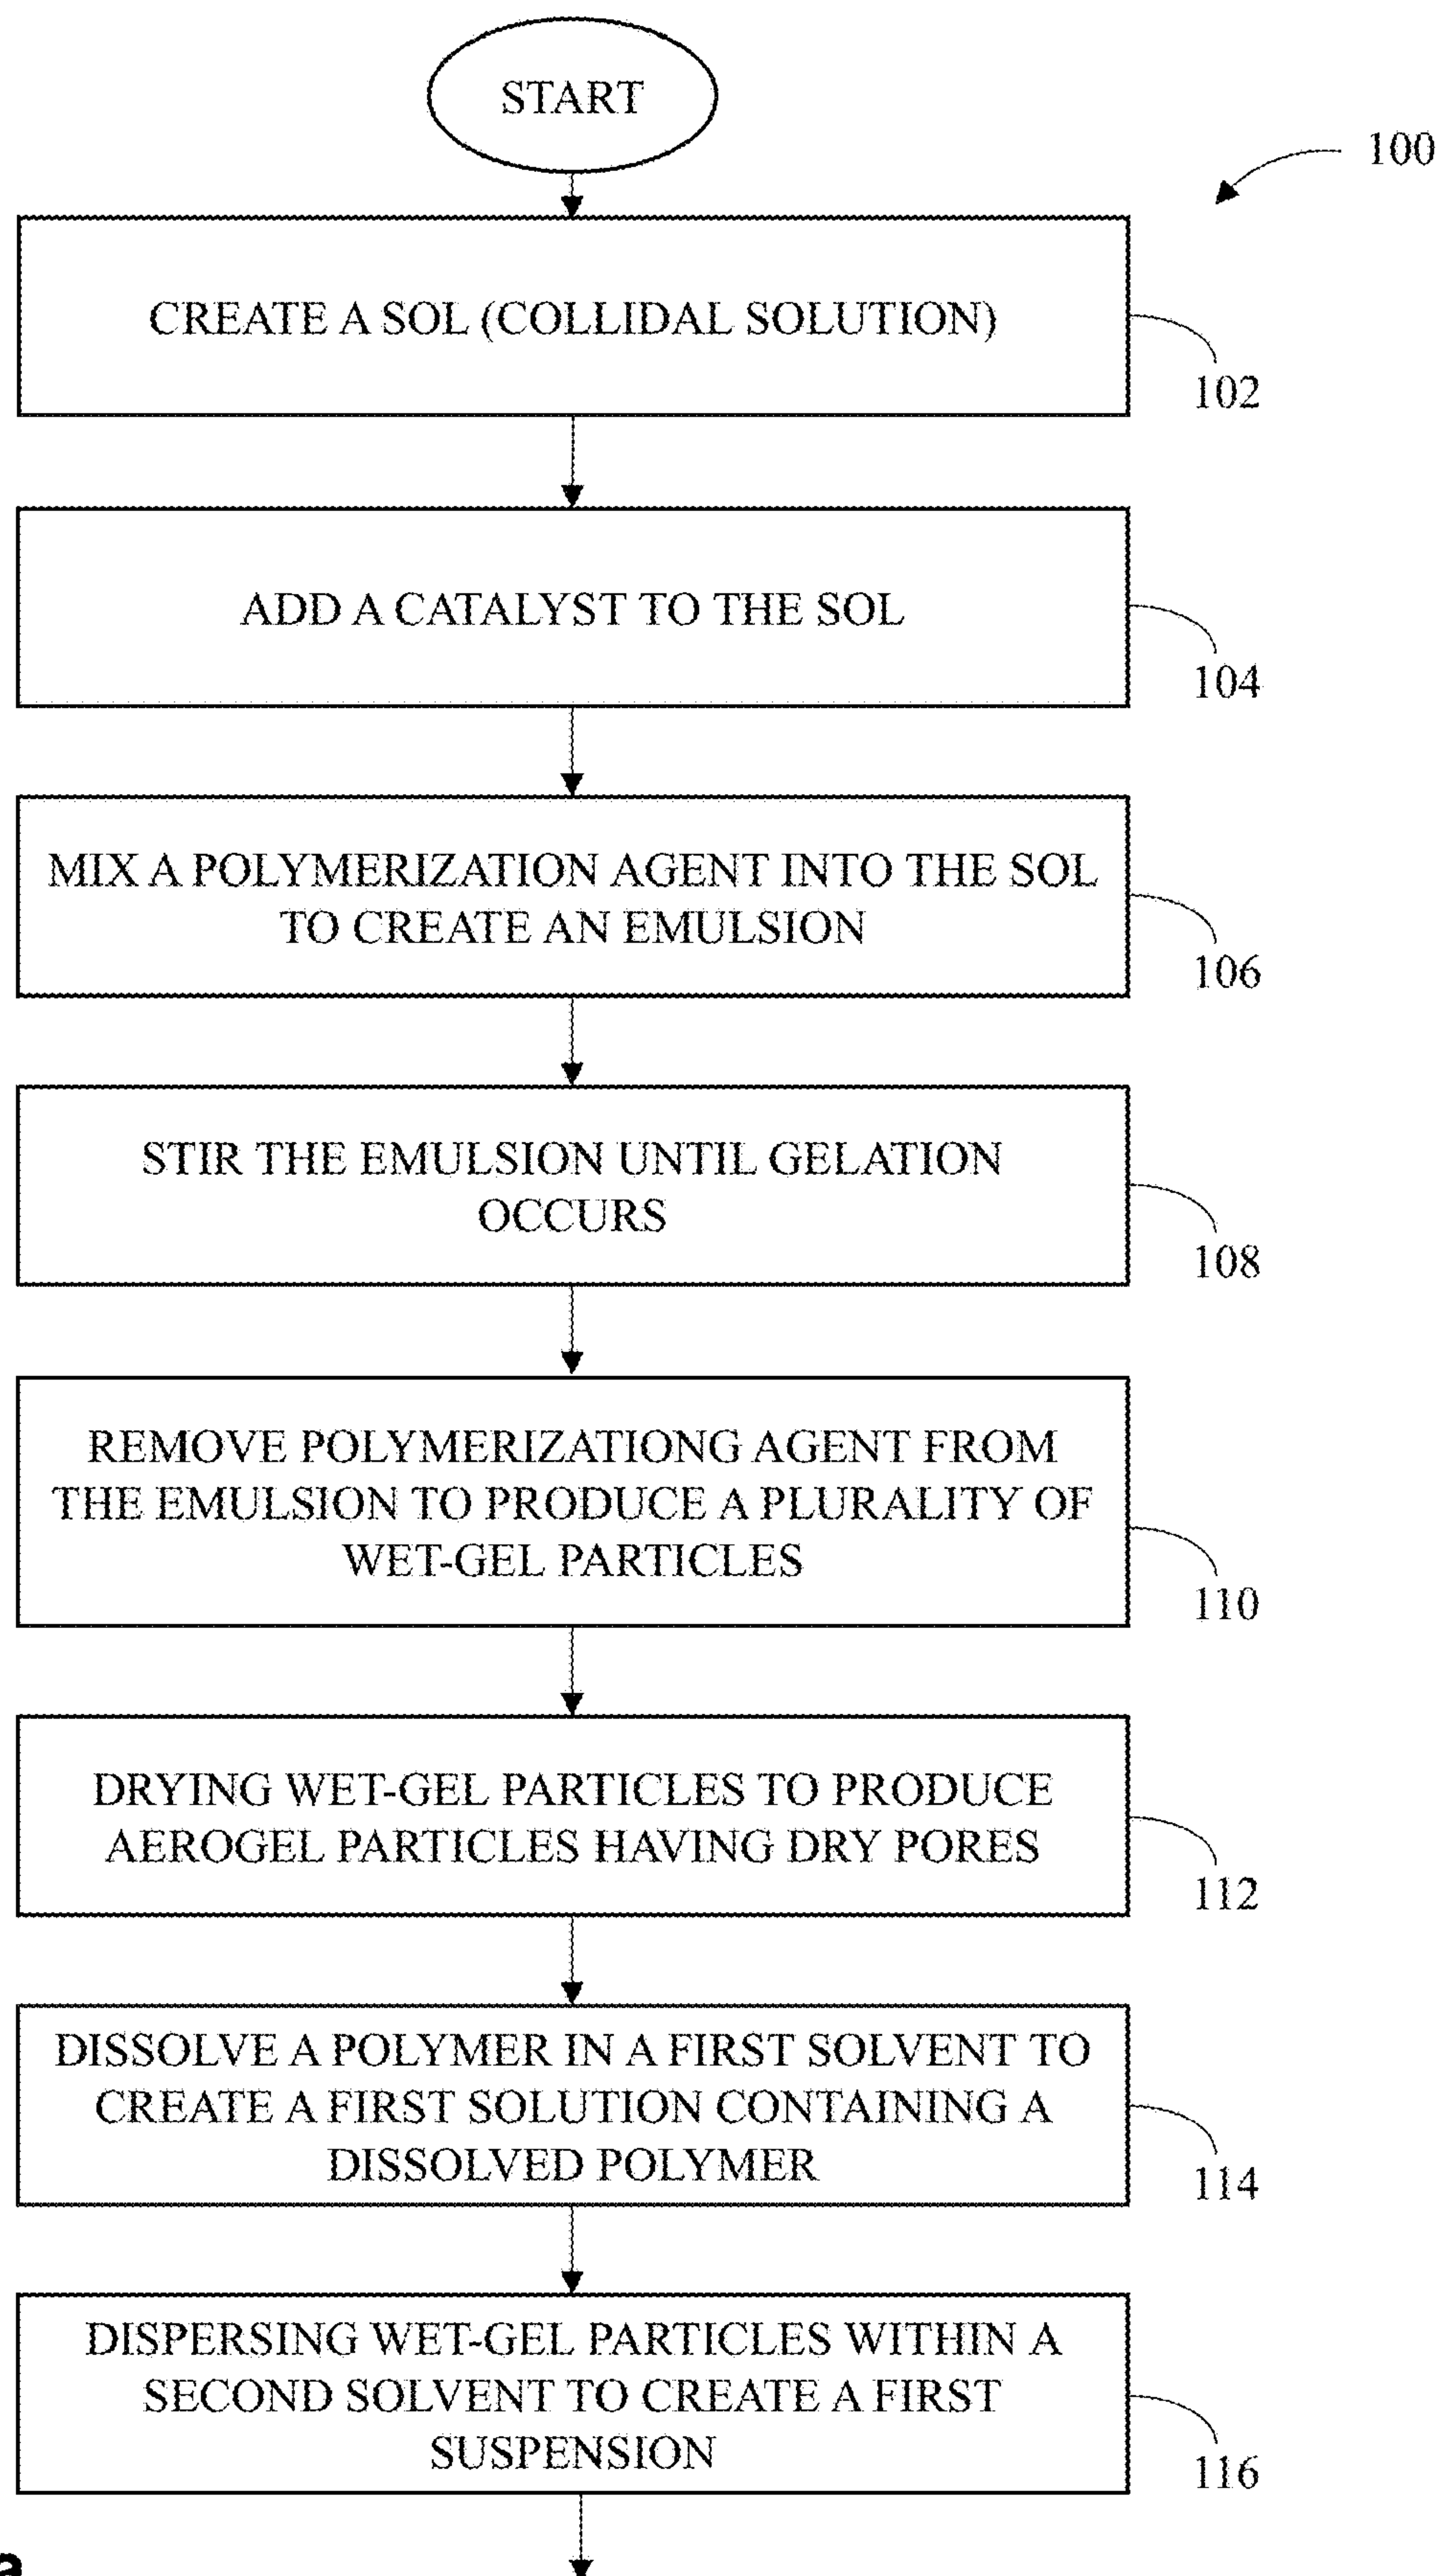 START
100
CREATE A SOL (COLLIDAL SOLUTION)
102
ADD A CATALYST TO THE SOL
104
MIX A POLYMERIZATION AGENT INTO THE SOL
TO CREATE AN EMULSION
106
STIR THE EMULSION UNTIL GELATION
OCCURS
108
REMOVE POLYMERIZATIONG AGENT FROM
THE EMULSION TO PRODUCE A PLURALITY OF
WET-GEL PARTICLES
110
DRYING WET-GEL PARTICLES TO PRODUCE
AEROGEL PARTICLES HAVING DRY PORES
112
DISSOLVE A POLYMER IN A FIRST SOLVENT TO
CREATE A FIRST SOLUTION CONTAINING A
DISSOLVED POLYMER
114
DISPERSING WET-GEL PARTICLES WITHIN A
SECOND SOLVENT TO CREATE A FIRST
SUSPENSION
116